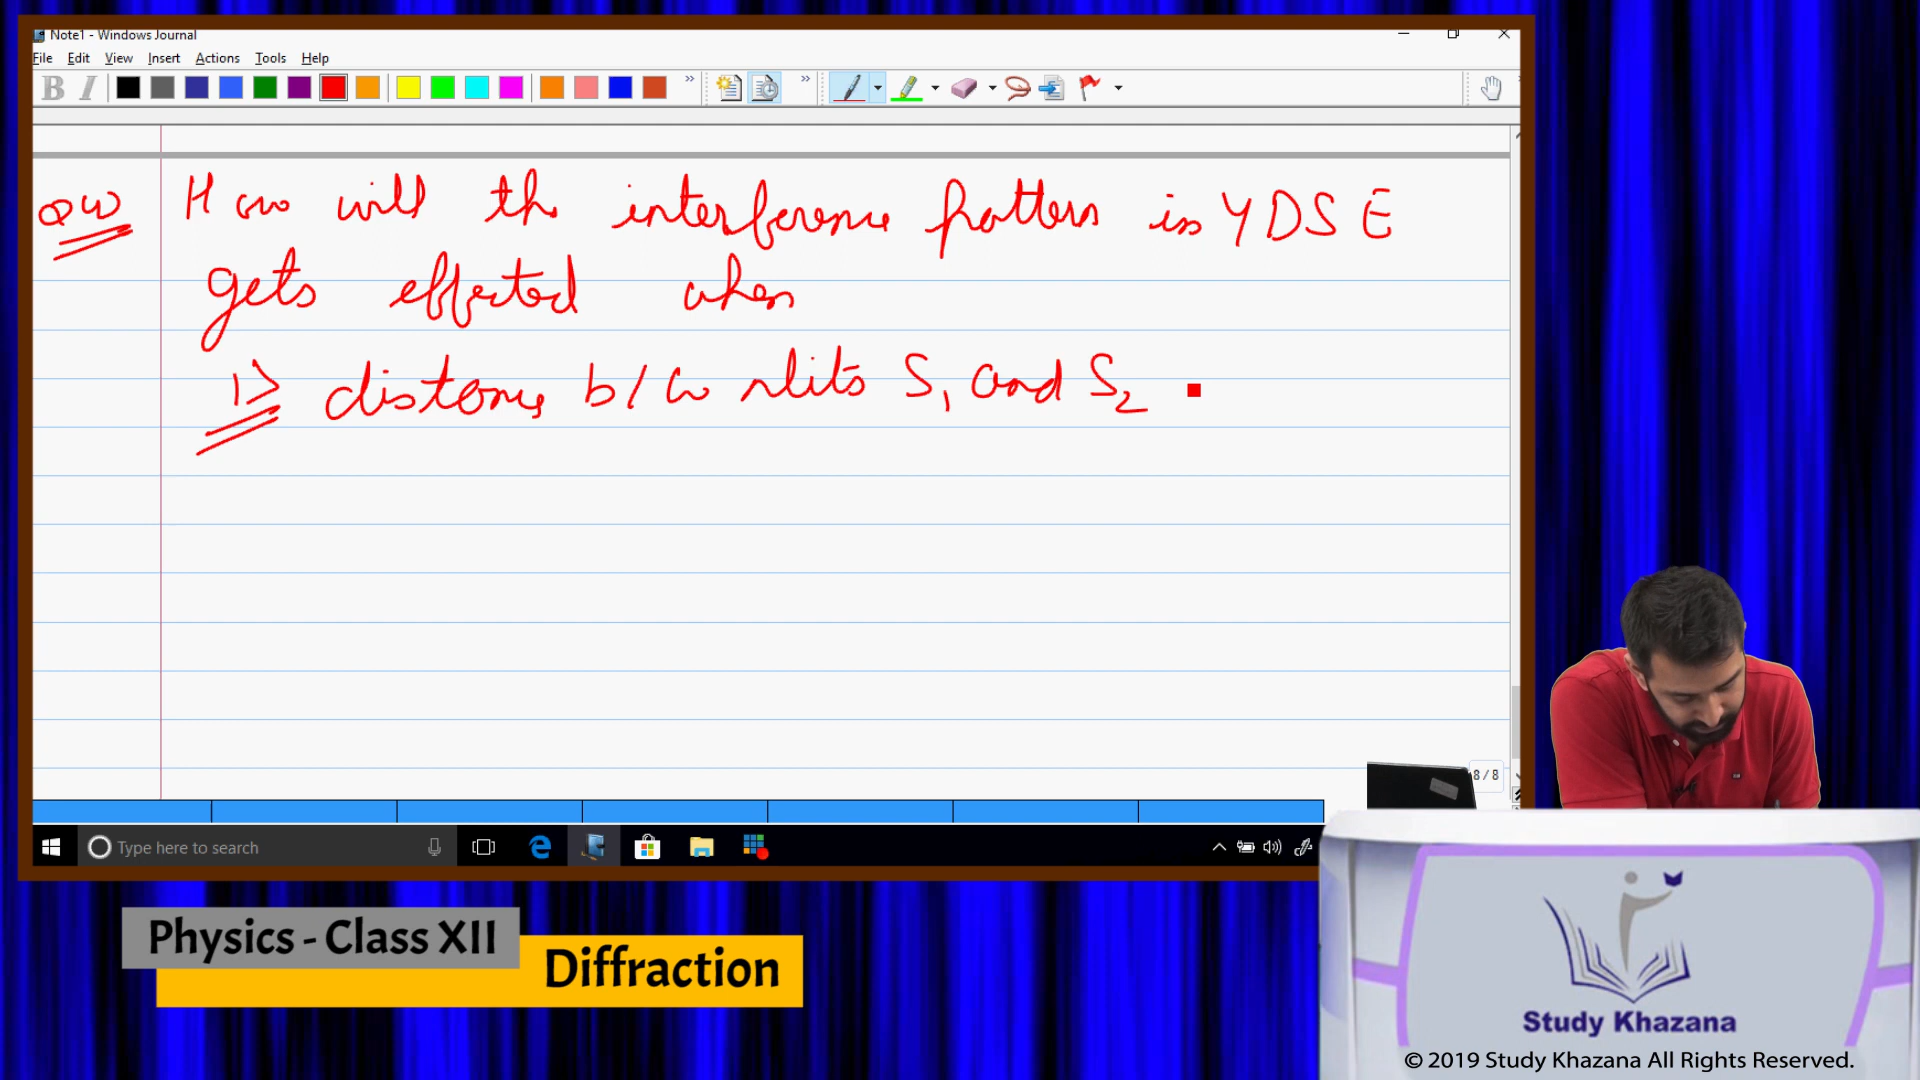 Note1 - Windows Journal
File Edit View Insert Actions Tools Help
B I
Q W How will the interference pattern in YDSE
gets effected when
1> distance b/w slits S1 and S2
8 / 8
Type here to search
Physics - Class XII
Diffraction
Study Khazana
© 2019 Study Khazana All Rights Reserved.